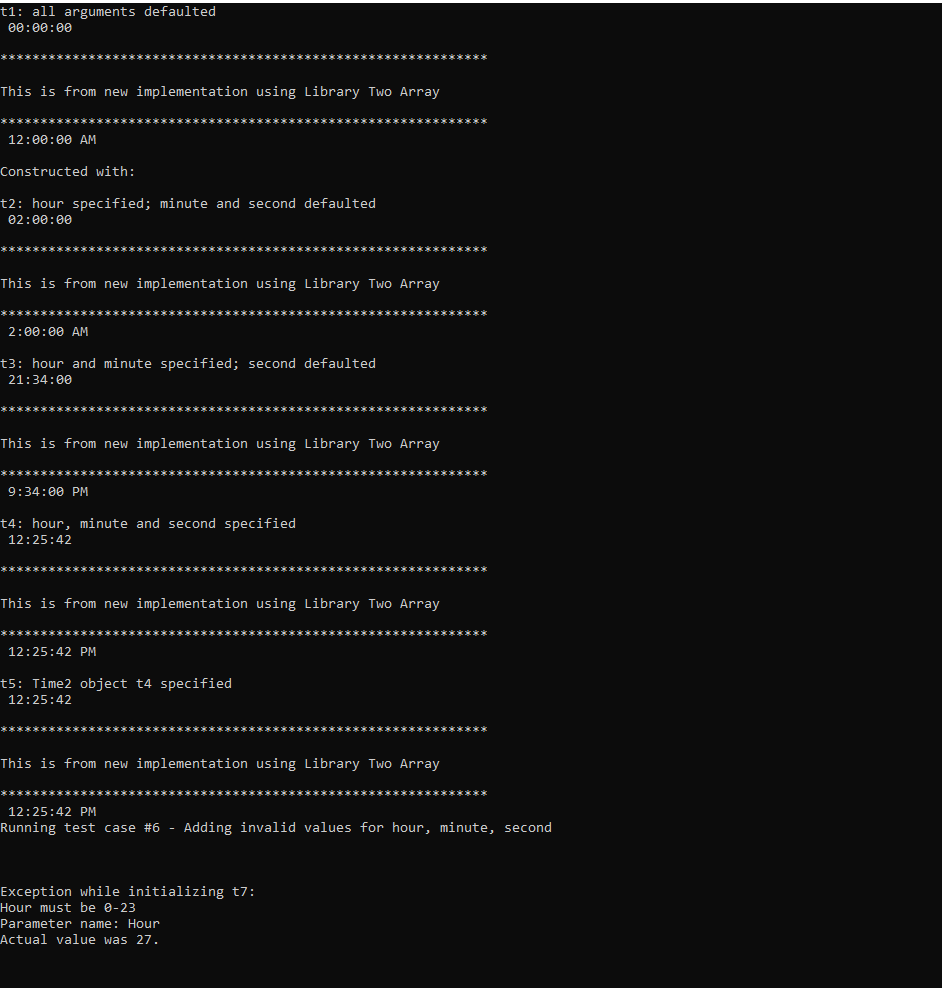 t1: all arguments defaulted
00:00:00
*************************************************************
This is from new implementation using Library Two Array
*************************************************************
12:00:00 AM
Constructed with:
t2: hour specified; minute and second defaulted
02:00:00
*************************************************************
This is from new implementation using Library Two Array
*************************************************************
2:00:00 AM
t3: hour and minute specified; second defaulted
21:34:00
*************************************************************
This is from new implementation using Library Two Array
*************************************************************
9:34:00 PM
t4: hour, minute and second specified
12:25:42
*************************************************************
This is from new implementation using Library Two Array
*************************************************************
12:25:42 PM
t5: Time2 object t4 specified
12:25:42
*************************************************************
This is from new implementation using Library Two Array
*************************************************************
12:25:42 PM
Running test case #6 - Adding invalid values for hour, minute, second
Exception while initializing t7:
Hour must be 0-23
Parameter name: Hour
Actual value was 27.